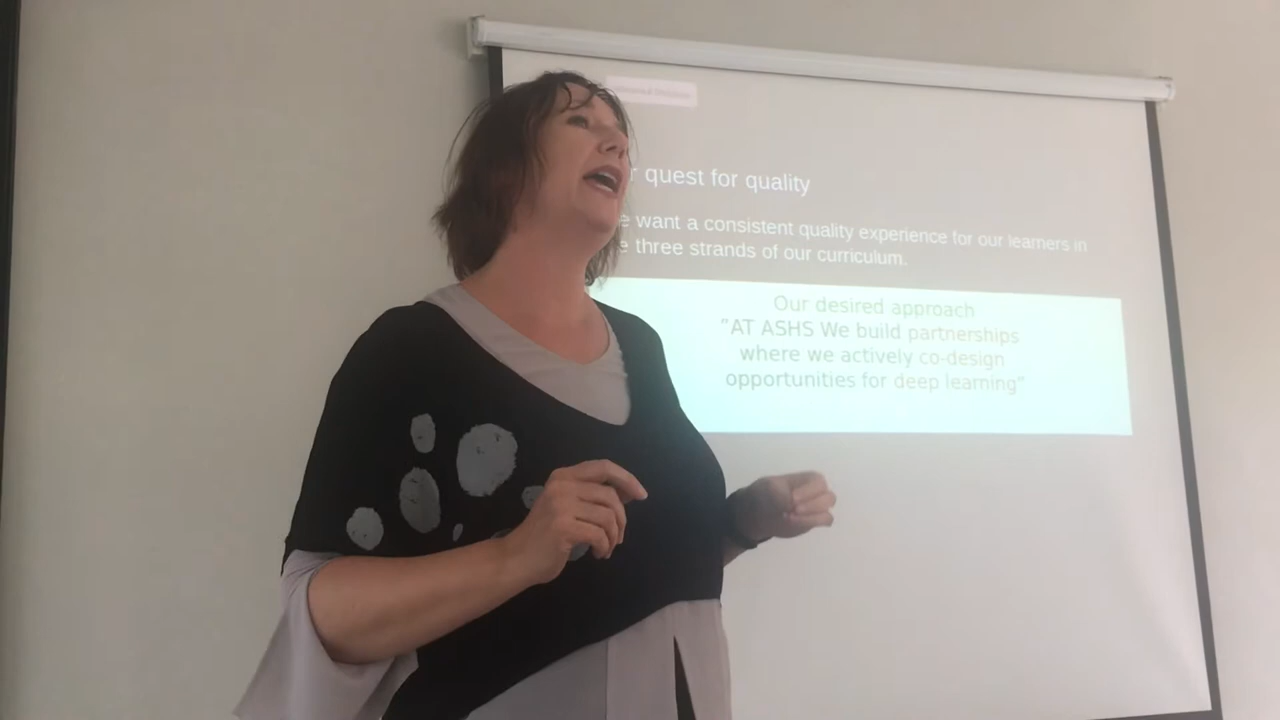 r quest for quality
e want a consistent quality experience for our learners in
e three strands of our curriculum.
Our desired approach
"AT ASHS We build partnerships
where we actively co-design
opportunities for deep learning"